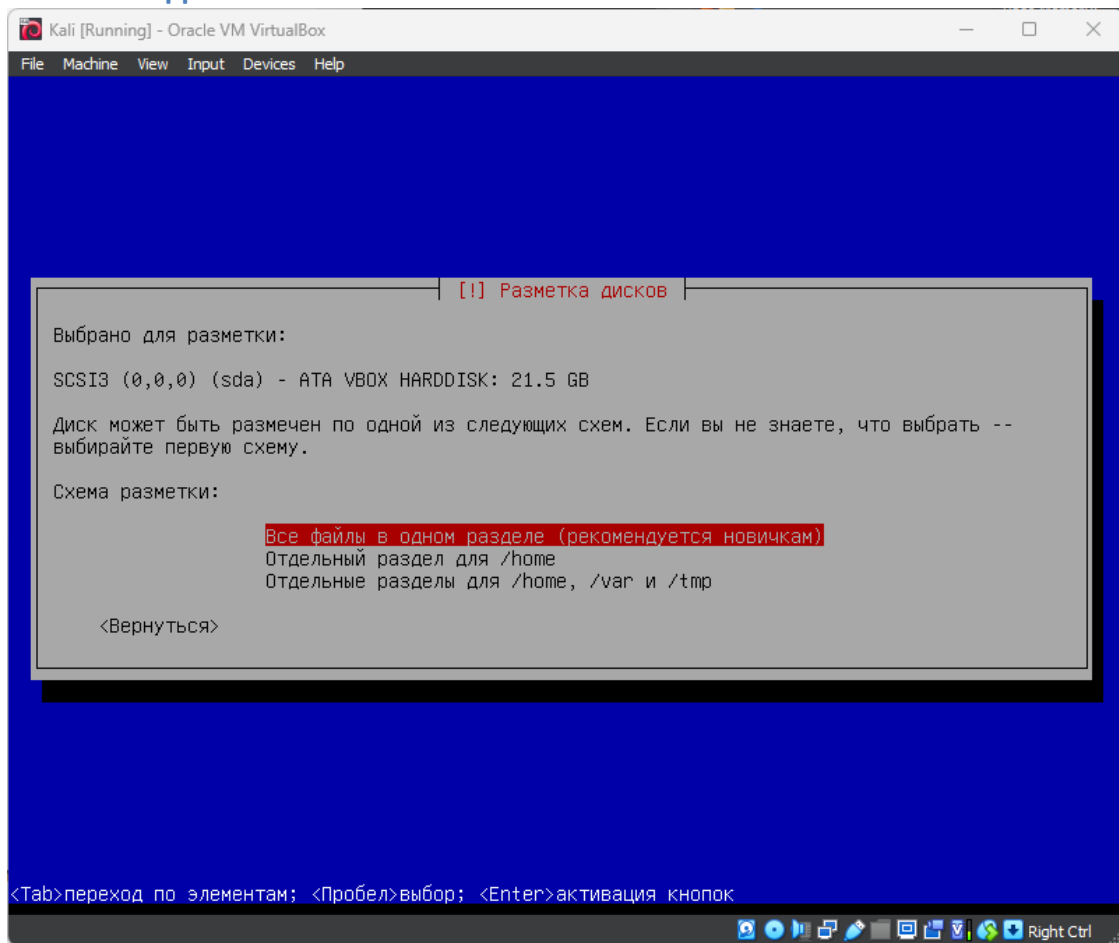 Kali [Running] - Oracle VM VirtualBox
File Machine View Input Devices Help
[!] Разметка дисков
Выбрано для разметки:
SCSI3 (0,0,0) (sda) - ATA VBOX HARDDISK: 21.5 GB
Диск может быть размечен по одной из следующих схем. Если вы не знаете, что выбрать --
выбирайте первую схему.
Схема разметки:
Все файлы в одном разделе (рекомендуется новичкам)
Отдельный раздел для /home
Отдельные разделы для /home, /var и /tmp
<Вернуться>
<Tab>переход по элементам; <Пробел>выбор; <Enter>активация кнопок
Right Ctrl